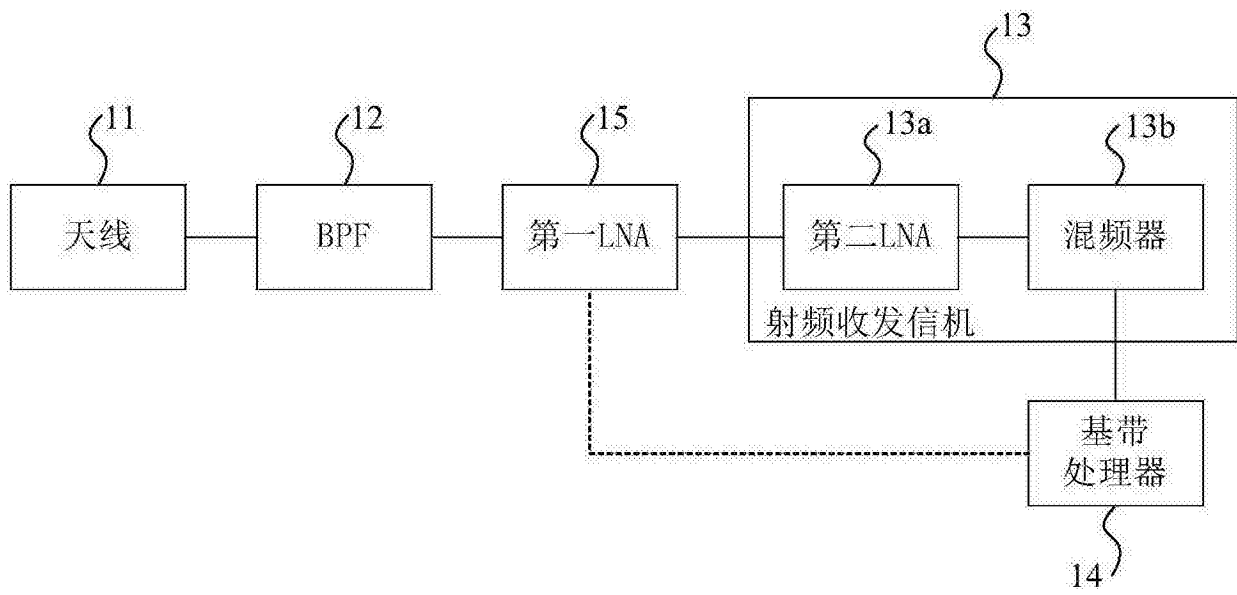 13
11
12
15
13a
13b
天线
BPF
第一LNA
第二LNA
混频器
射频收发信机
基带
处理器
14